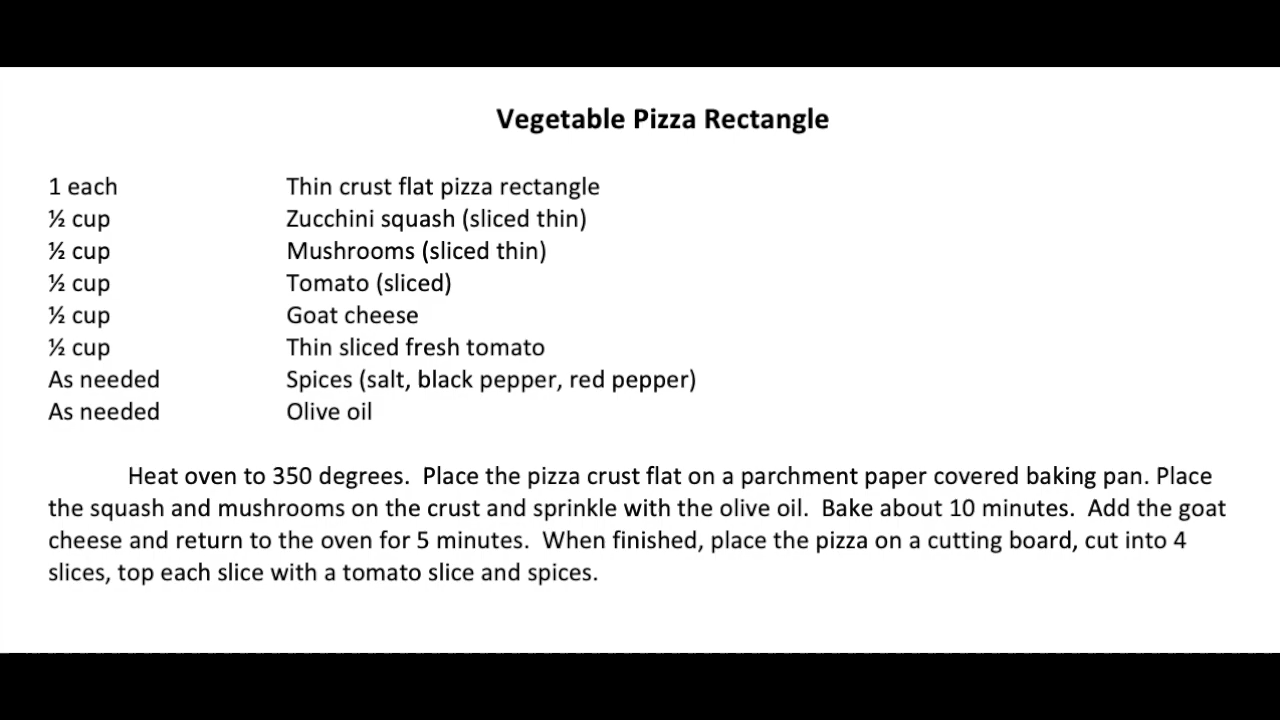 Vegetable Pizza Rectangle
1 each Thin crust flat pizza rectangle
½ cup Zucchini squash (sliced thin)
½ cup Mushrooms (sliced thin)
½ cup Tomato (sliced)
½ cup Goat cheese
½ cup Thin sliced fresh tomato
As needed Spices (salt, black pepper, red pepper)
As needed Olive oil
Heat oven to 350 degrees.  Place the pizza crust flat on a parchment paper covered baking pan. Place
the squash and mushrooms on the crust and sprinkle with the olive oil.  Bake about 10 minutes.  Add the goat
cheese and return to the oven for 5 minutes.  When finished, place the pizza on a cutting board, cut into 4
slices, top each slice with a tomato slice and spices.